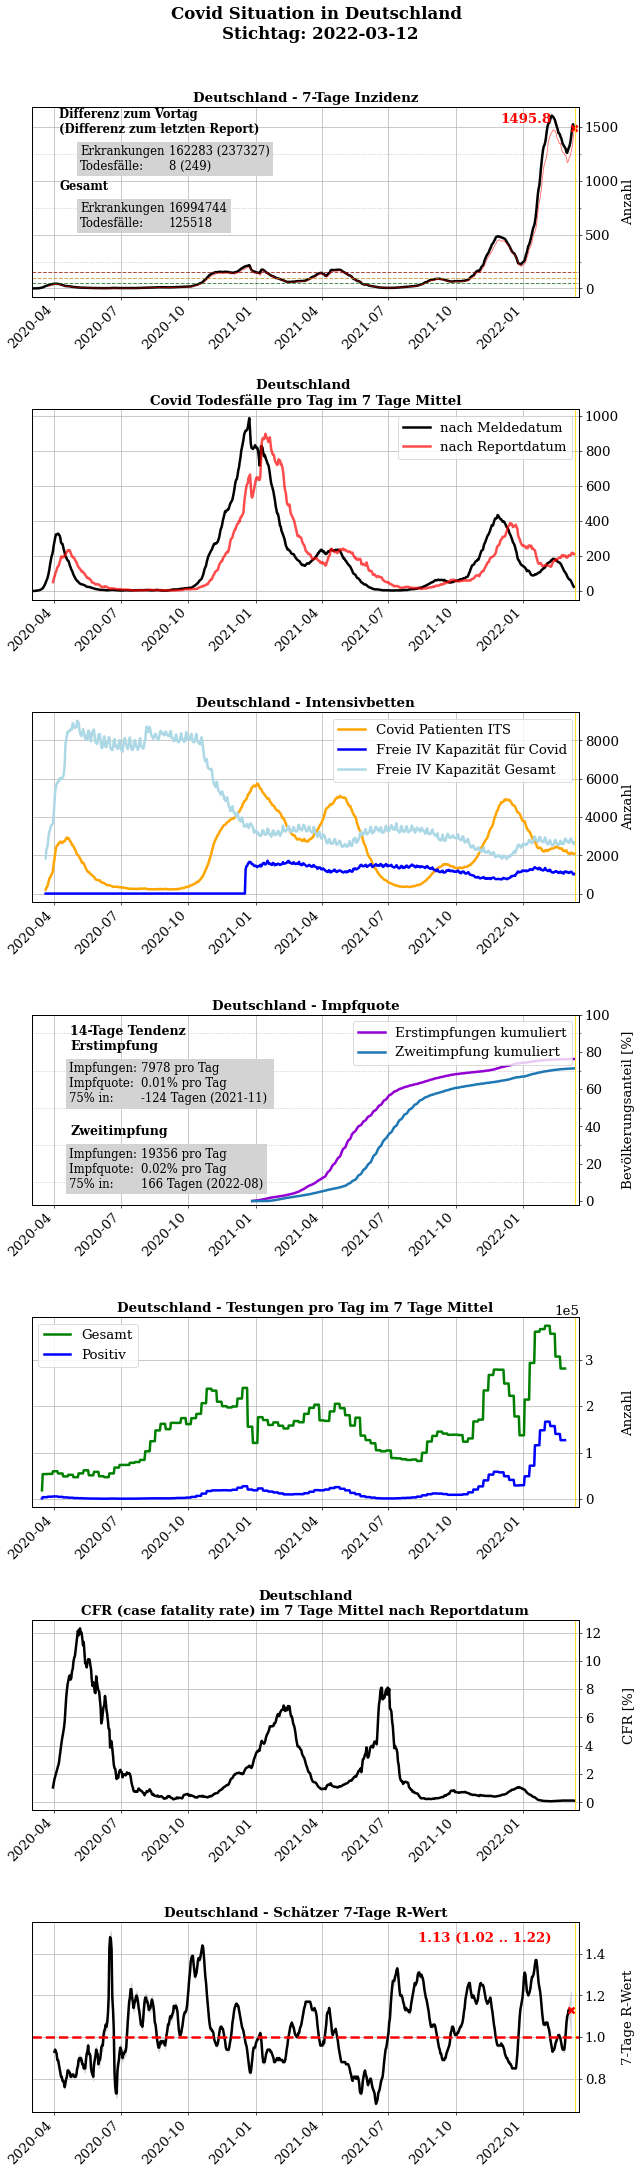 Covid Situation in Deutschland
Stichtag: 2022-03-12
Deutschland - 7-Tage Inzidenz
Differenz zum Vortag
(Differenz zum letzten Report)
Erkrankungen 162283 (237327)
Todesfälle: 8 (249)
Gesamt
Erkrankungen 16994744
Todesfälle: 125518
1495.8
1500
1000
500
0
Anzahl
2020-04 2020-07 2020-10 2021-01 2021-04 2021-07 2021-10 2022-01
Deutschland
Covid Todesfälle pro Tag im 7 Tage Mittel
nach Meldedatum
nach Reportdatum
1000
800
600
400
200
0
2020-04 2020-07 2020-10 2021-01 2021-04 2021-07 2021-10 2022-01
Deutschland - Intensivbetten
Covid Patienten ITS
Freie IV Kapazität für Covid
Freie IV Kapazität Gesamt
8000
6000
4000
2000
0
Anzahl
2020-04 2020-07 2020-10 2021-01 2021-04 2021-07 2021-10 2022-01
Deutschland - Impfquote
14-Tage Tendenz
Erstimpfung
Impfungen: 7978 pro Tag
Impfquote: 0.01% pro Tag
75% in: -124 Tagen (2021-11)
Zweitimpfung
Impfungen: 19356 pro Tag
Impfquote: 0.02% pro Tag
75% in: 166 Tagen (2022-08)
Erstimpfungen kumuliert
Zweitimpfung kumuliert
100
80
60
40
20
0
Bevölkerungsanteil [%]
2020-04 2020-07 2020-10 2021-01 2021-04 2021-07 2021-10 2022-01
Deutschland - Testungen pro Tag im 7 Tage Mittel
1e5
Gesamt
Positiv
3
2
1
0
Anzahl
2020-04 2020-07 2020-10 2021-01 2021-04 2021-07 2021-10 2022-01
Deutschland
CFR (case fatality rate) im 7 Tage Mittel nach Reportdatum
12
10
8
6
4
2
0
CFR [%]
2020-04 2020-07 2020-10 2021-01 2021-04 2021-07 2021-10 2022-01
Deutschland - Schätzer 7-Tage R-Wert
1.13 (1.02 .. 1.22)
1.4
1.2
1.0
0.8
7-Tage R-Wert
2020-04 2020-07 2020-10 2021-01 2021-04 2021-07 2021-10 2022-01